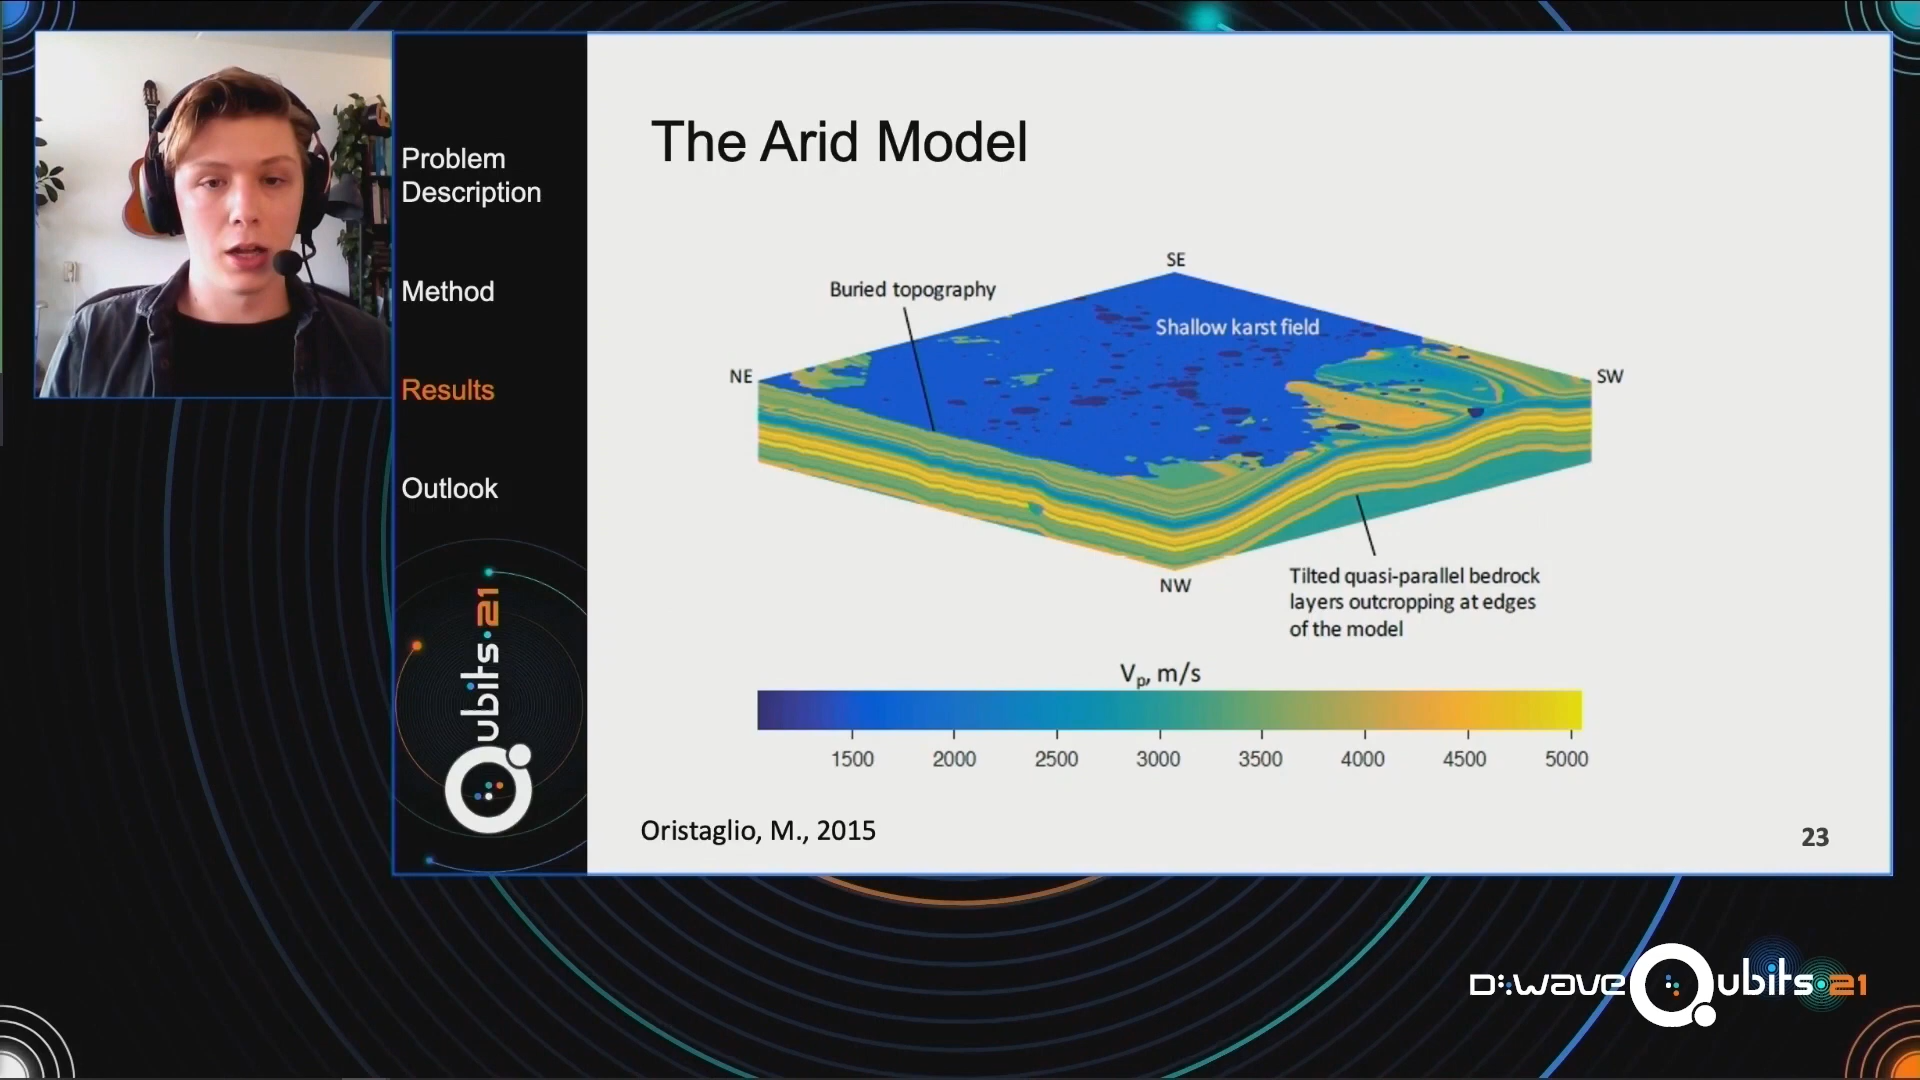 Problem
Description
Method
Results
Outlook
Qubits 21
The Arid Model
SE
Buried topography
Shallow karst field
NE
SW
NW
Tilted quasi-parallel bedrock
layers outcropping at edges
of the model
Vp, m/s
1500 2000 2500 3000 3500 4000 4500 5000
Oristaglio, M., 2015
23
D:wave Qubits 21